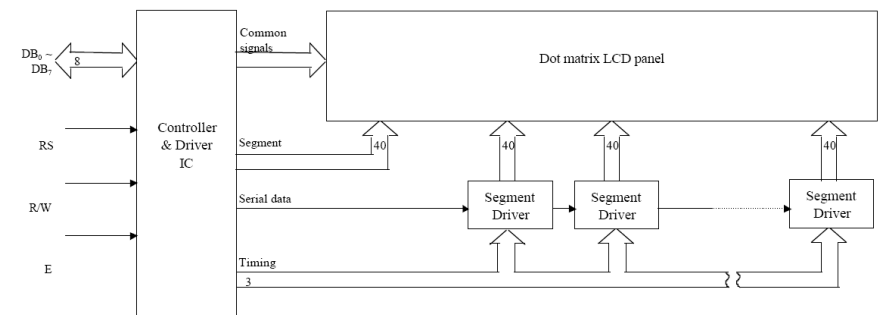 DB₀ ~
DB₇
8
RS
R/W
E
Controller
& Driver
IC
Common
signals
Segment
Serial data
Timing
3
Dot matrix LCD panel
40
40
40
40
Segment
Driver
Segment
Driver
Segment
Driver